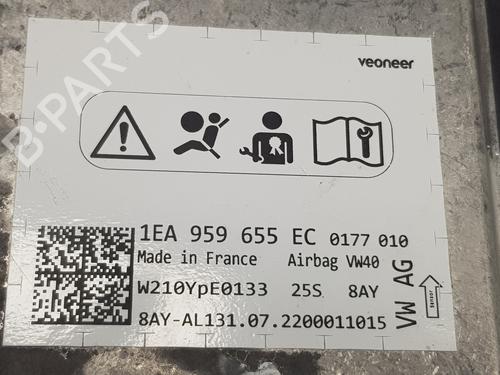 veoneer
B-PARTS
1EA 959 655 EC 0177 010
Made in France Airbag VW40
W210YpE0133 25S 8AY
8AY-AL131.07.2200011015
VW AG
Sensor